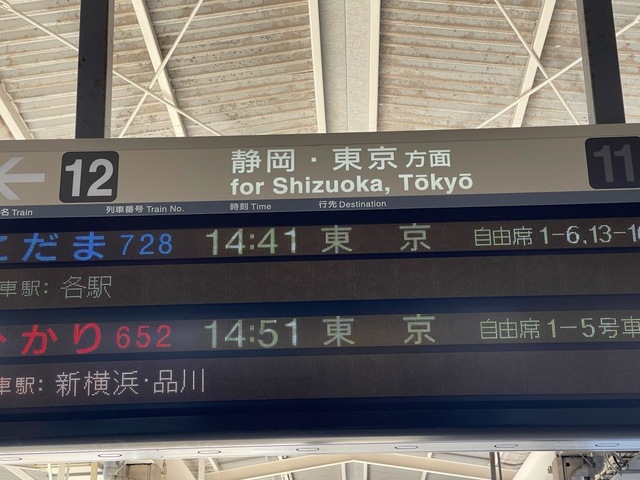 12 静岡・東京方面 11
for Shizuoka, Tōkyō
名 Train 列車番号 Train No. 時刻 Time 行先 Destination
こだま 728 14:41 東京 自由席 1-6,13-1
車駅: 各駅
ひかり 652 14:51 東京 自由席 1-5号車
車駅: 新横浜・品川